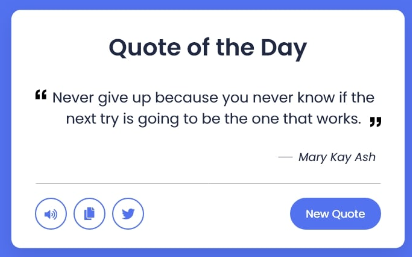 Quote of the Day
❝ Never give up because you never know if the
next try is going to be the one that works. ❞
— Mary Kay Ash
New Quote